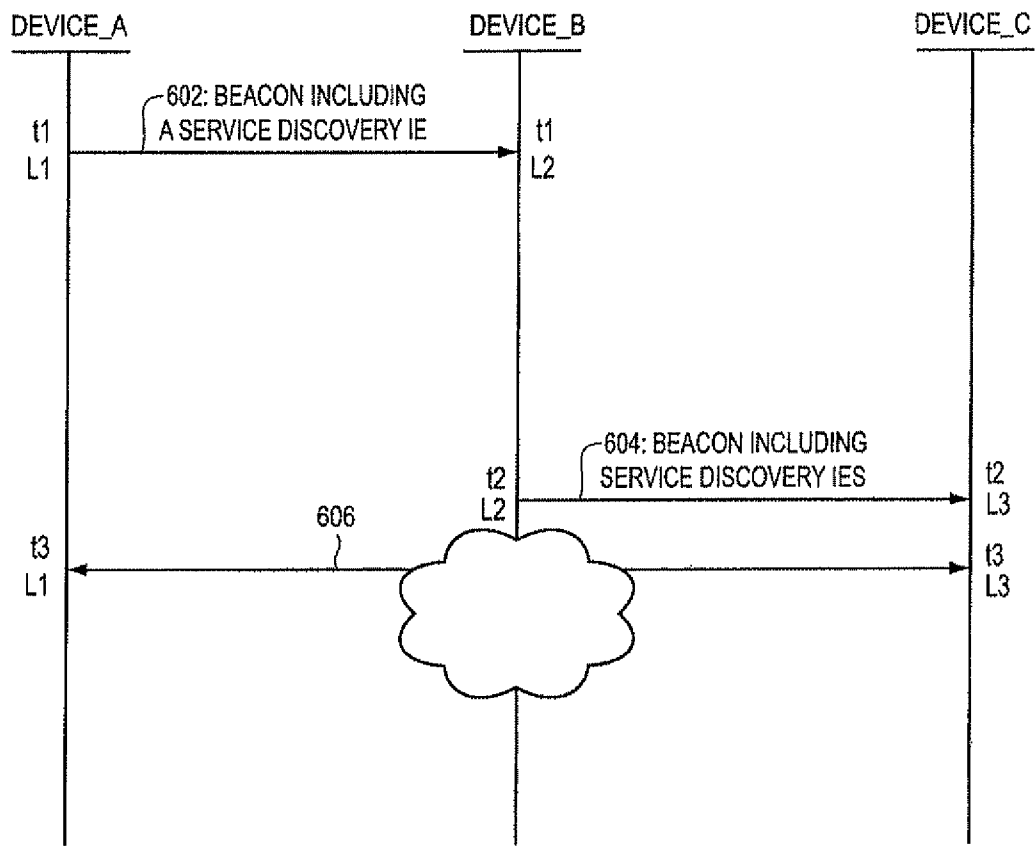 DEVICE_A
DEVICE_B
DEVICE_C
602: BEACON INCLUDING
A SERVICE DISCOVERY IE
t1
L1
t1
L2
604: BEACON INCLUDING
SERVICE DISCOVERY IES
t2
L2
t2
L3
606
t3
L1
t3
L3